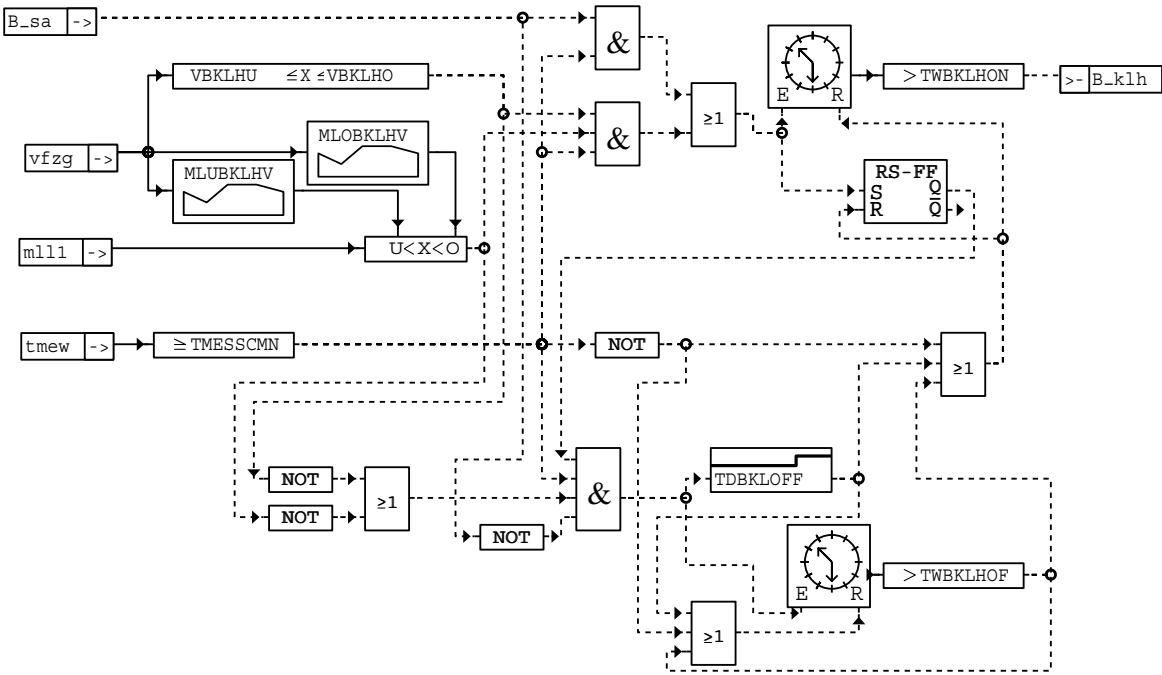 B_sa ->
&
VBKLHU ≤X≤VBKLHO
>TWBKLHON
>- B_klh
E R
≥1
&
MLOBKLHV
vfzg ->
MLUBKLHV
RS-FF
S Q
R Q̅
mll1 ->
U<X<O
tmew ->
≥TMESSCMN
NOT
≥1
NOT
≥1
&
TDBKLOFF
NOT
NOT
>TWBKLHOF
E R
≥1